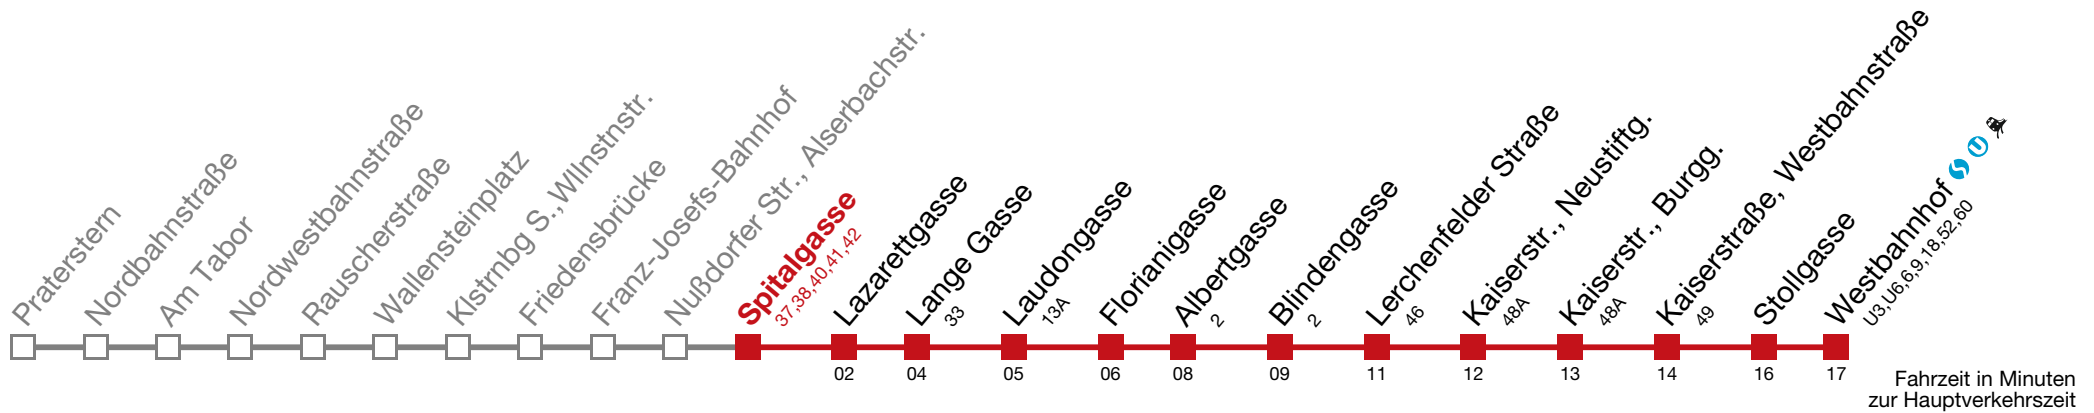 Praterstern
Nordbahnstraße
Am Tabor
Nordwestbahnstraße
Rauscherstraße
Wallensteinplatz
Klstrnbg S.,Wllnstnstr.
Friedensbrücke
Franz-Josefs-Bahnhof
Nußdorfer Str., Alserbachstr.
Spitalgasse
37,38,40,41,42
Lazarettgasse
02
Lange Gasse
33
04
Laudongasse
13A
05
Florianigasse
06
Albertgasse
2
08
Blindengasse
2
09
Lerchenfelder Straße
46
11
Kaiserstr., Neustiftg.
48A
12
Kaiserstr., Burgg.
48A
13
Kaiserstraße, Westbahnstraße
49
14
Stollgasse
16
Westbahnhof S U
U3,U6,6,9,18,52,60
17
Fahrzeit in Minuten
zur Hauptverkehrszeit